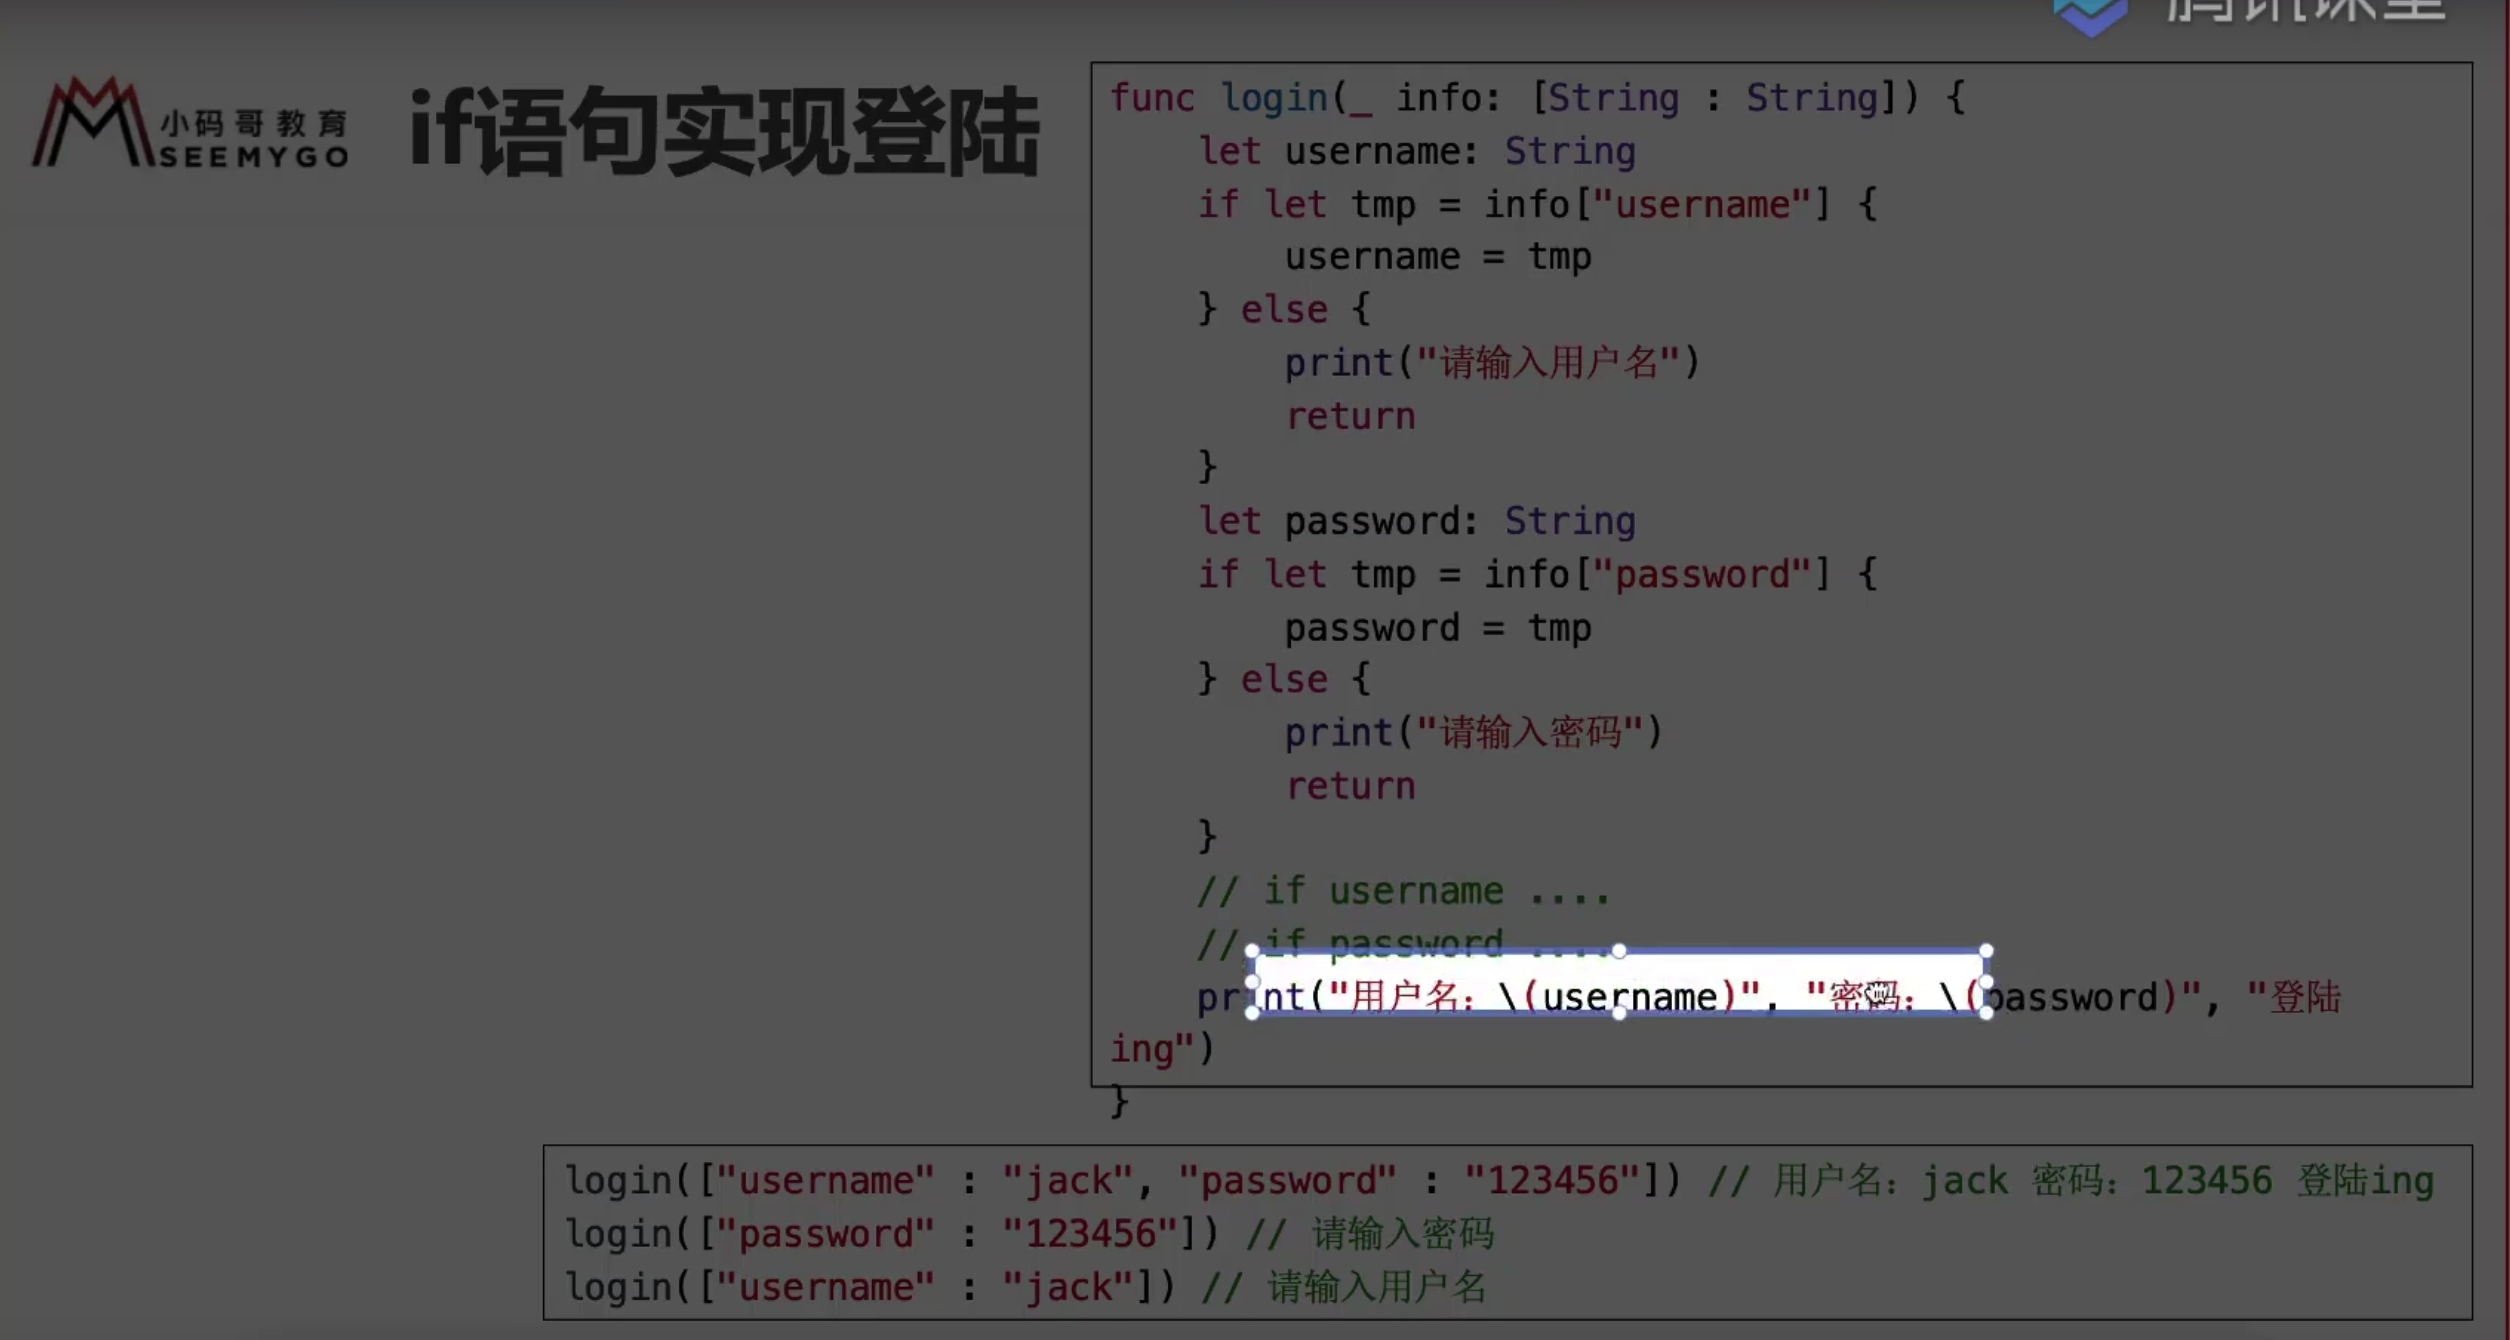 腾讯课堂
小码哥教育
SEEMYGO
if语句实现登陆
func login(_ info: [String : String]) {
    let username: String
    if let tmp = info["username"] {
        username = tmp
    } else {
        print("请输入用户名")
        return
    }
    let password: String
    if let tmp = info["password"] {
        password = tmp
    } else {
        print("请输入密码")
        return
    }
    // if username ....
    // if password ....
    print("用户名：\(username)", "密码：\(password)", "登陆
ing")
}
login(["username" : "jack", "password" : "123456"]) // 用户名：jack 密码：123456 登陆ing
login(["password" : "123456"]) // 请输入密码
login(["username" : "jack"]) // 请输入用户名